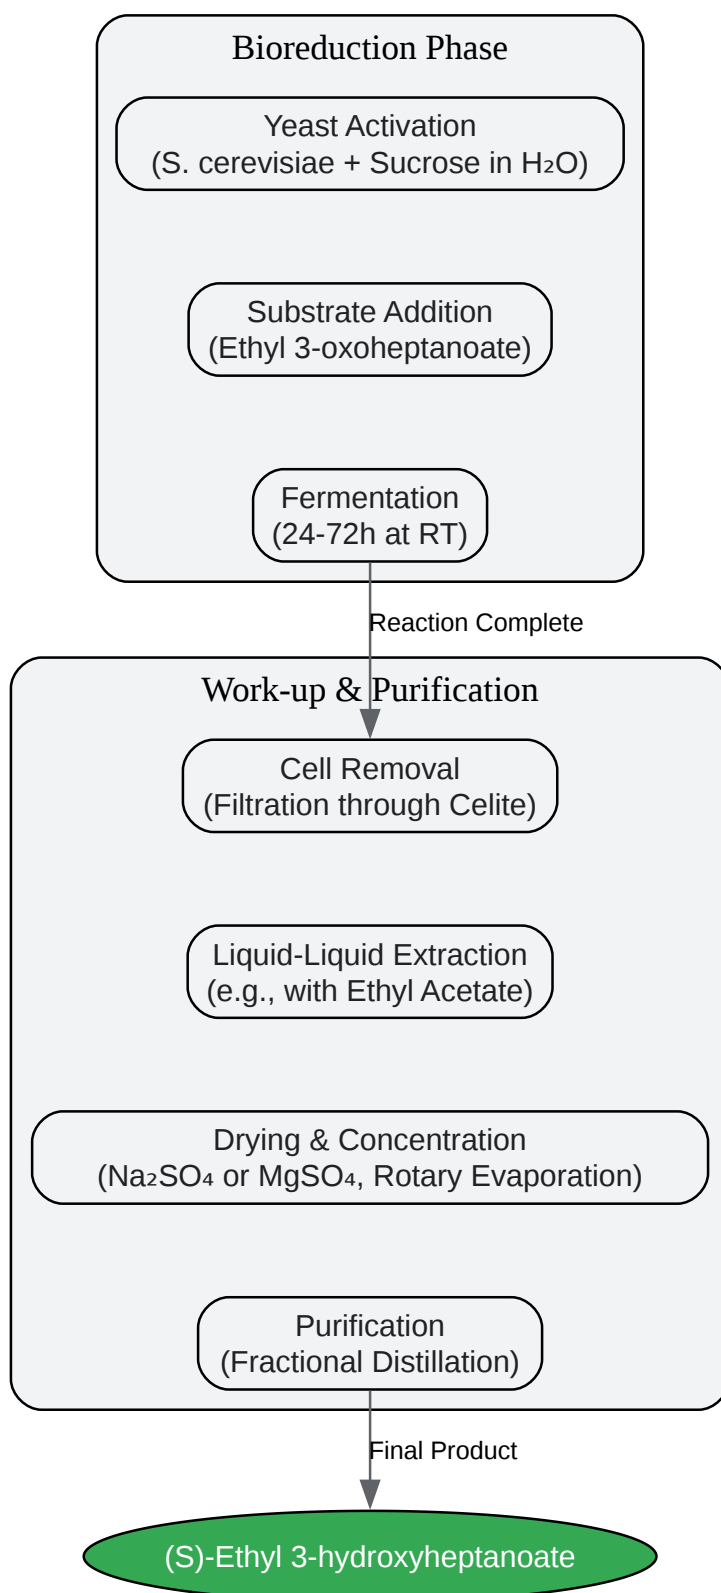 Bioreduction Phase
Yeast Activation
(S. cerevisiae + Sucrose in H₂O)
Substrate Addition
(Ethyl 3-oxoheptanoate)
Fermentation
(24-72h at RT)
Reaction Complete
Work-up & Purification
Cell Removal
(Filtration through Celite)
Liquid-Liquid Extraction
(e.g., with Ethyl Acetate)
Drying & Concentration
(Na₂SO₄ or MgSO₄, Rotary Evaporation)
Purification
(Fractional Distillation)
Final Product
(S)-Ethyl 3-hydroxyheptanoate